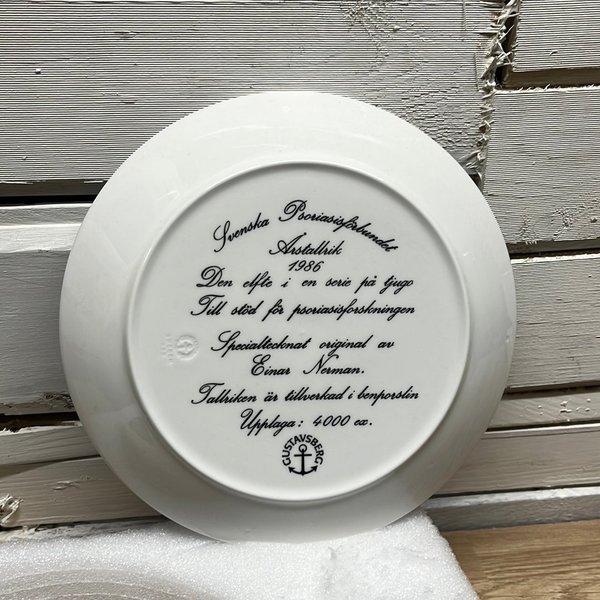 Svenska Psoriasisförbundet
Årstallrik
1986
Den elfte i en serie på tjugo
Till stöd för psoriasisforskningen
Specialtecknat original av
Einar Nerman.
Tallriken är tillverkad i benporslin
Upplaga: 4000 ex.
GUSTAVSBERG